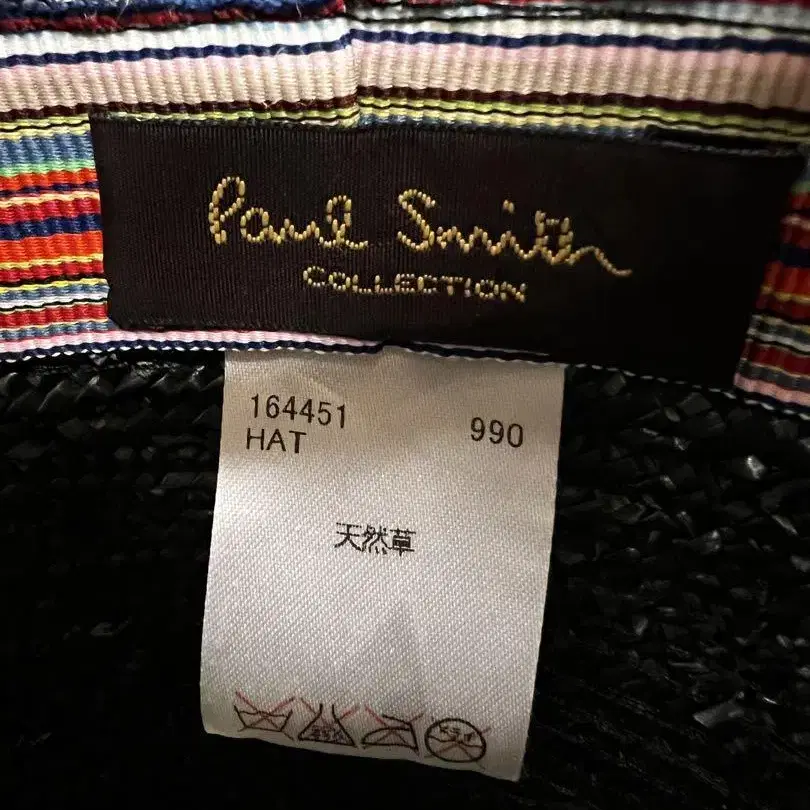 Paul Smith
COLLECTION
164451
HAT 990
天然草